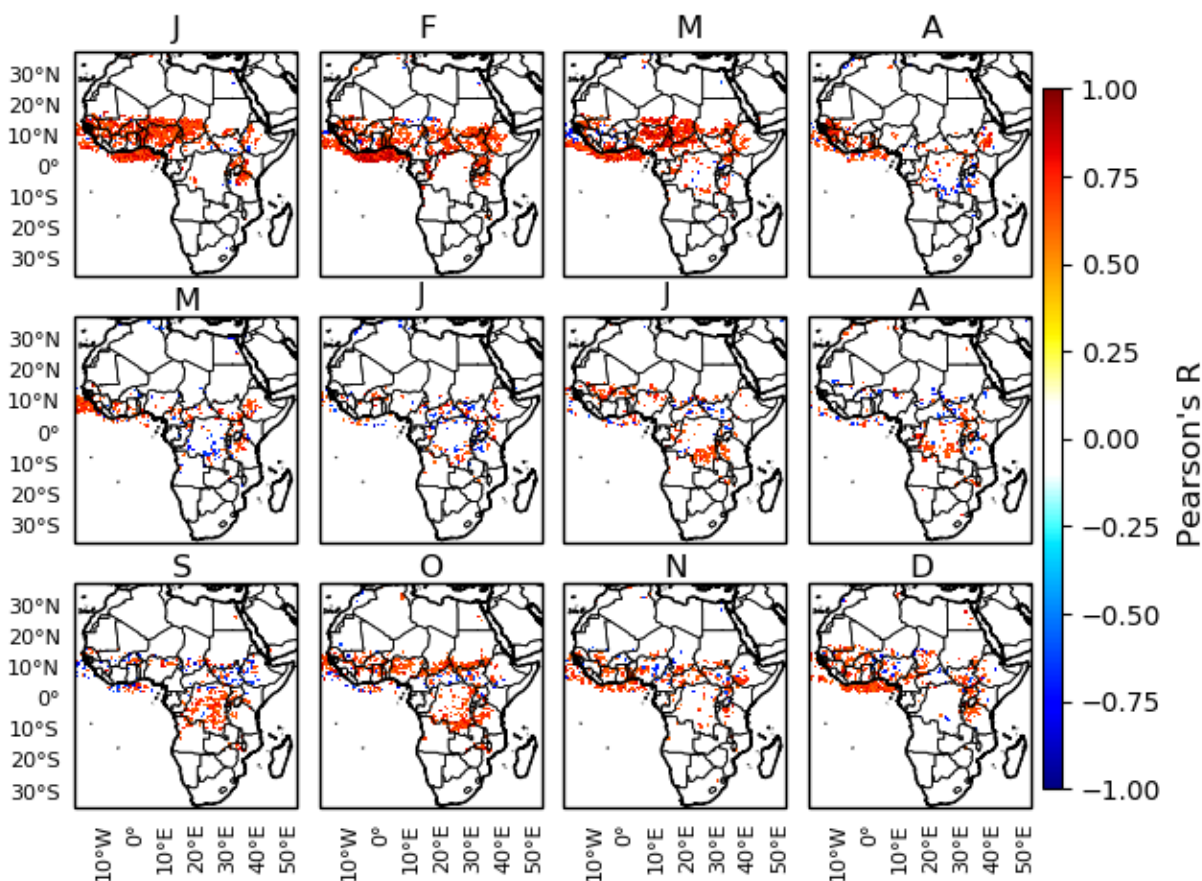 J F M A
30°N
20°N
10°N
0°
10°S
20°S
30°S
M J J A
30°N
20°N
10°N
0°
10°S
20°S
30°S
S O N D
30°N
20°N
10°N
0°
10°S
20°S
30°S
10°W 0° 10°E 20°E 30°E 40°E 50°E 10°W 0° 10°E 20°E 30°E 40°E 50°E 10°W 0° 10°E 20°E 30°E 40°E 50°E 10°W 0° 10°E 20°E 30°E 40°E 50°E
1.00
0.75
0.50
0.25
0.00
−0.25
−0.50
−0.75
−1.00
Pearson's R